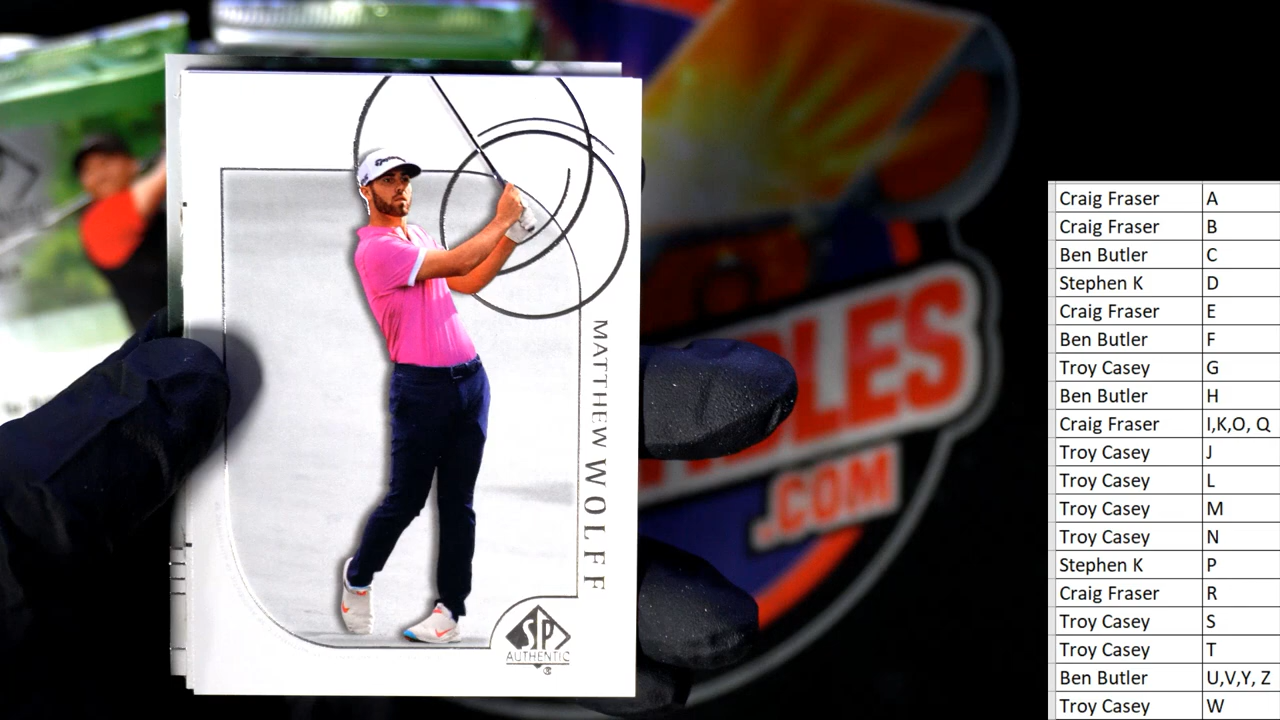 MATTHEW WOLFF
SP
AUTHENTIC
.COM
Craig Fraser A
Craig Fraser B
Ben Butler C
Stephen K D
Craig Fraser E
Ben Butler F
Troy Casey G
Ben Butler H
Craig Fraser I,K,O, Q
Troy Casey J
Troy Casey L
Troy Casey M
Troy Casey N
Stephen K P
Craig Fraser R
Troy Casey S
Troy Casey T
Ben Butler U,V,Y, Z
Troy Casey W